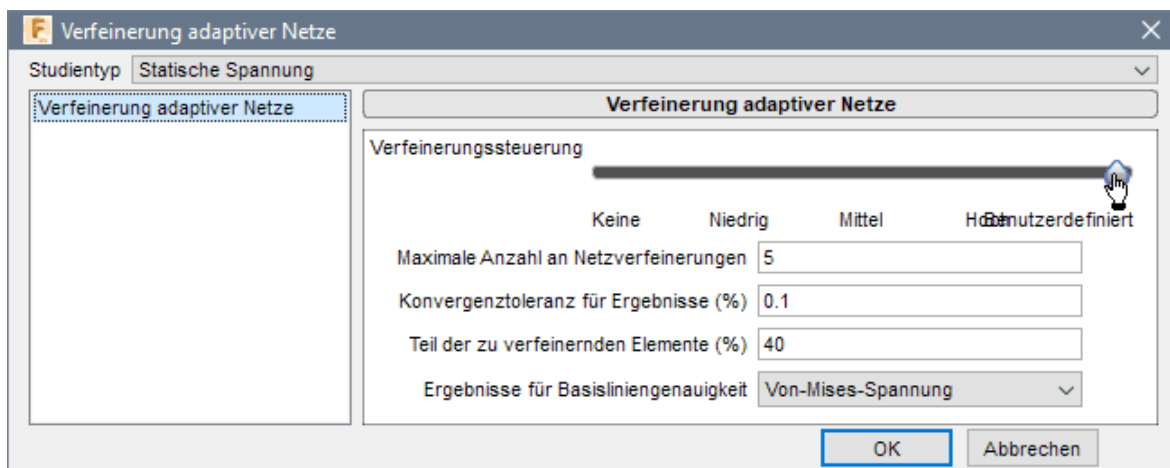 Verfeinerung adaptiver Netze
Studientyp Statische Spannung
Verfeinerung adaptiver Netze
Verfeinerung adaptiver Netze
Verfeinerungssteuerung
Keine Niedrig Mittel Hoch Benutzerdefiniert
Maximale Anzahl an Netzverfeinerungen 5
Konvergenztoleranz für Ergebnisse (%) 0.1
Teil der zu verfeinernden Elemente (%) 40
Ergebnisse für Basisliniengenauigkeit Von-Mises-Spannung
OK Abbrechen